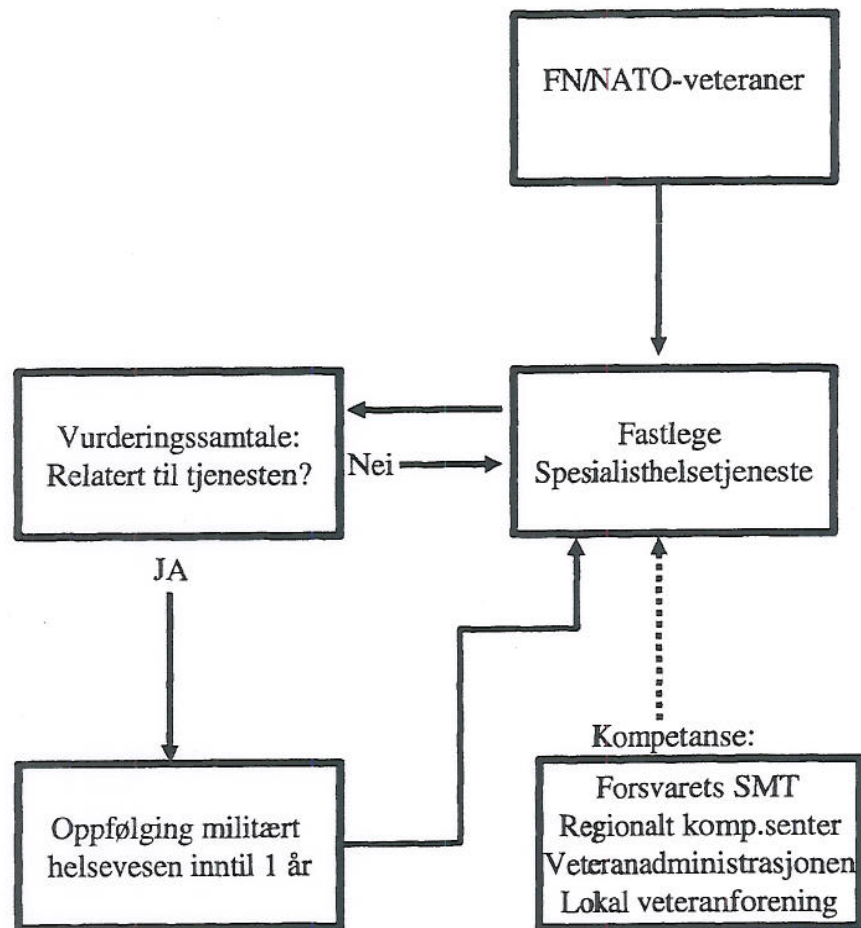 FN/NATO-veteraner
Vurderingssamtale:
Relatert til tjenesten?
Nei
Fastlege
Spesialisthelsetjeneste
JA
Oppfølging militært
helsevesen inntil 1 år
Kompetanse:
Forsvarets SMT
Regionalt komp.senter
Veteranadministrasjonen
Lokal veteranforening